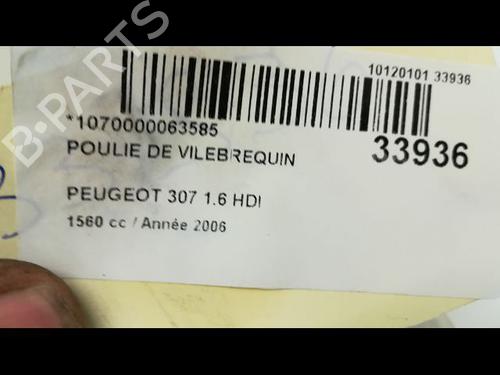 B-PARTS
10120101 33936
*1070000063585
33936
POULIE DE VILEBREQUIN
PEUGEOT 307 1.6 HDI
1560 cc / Année 2006